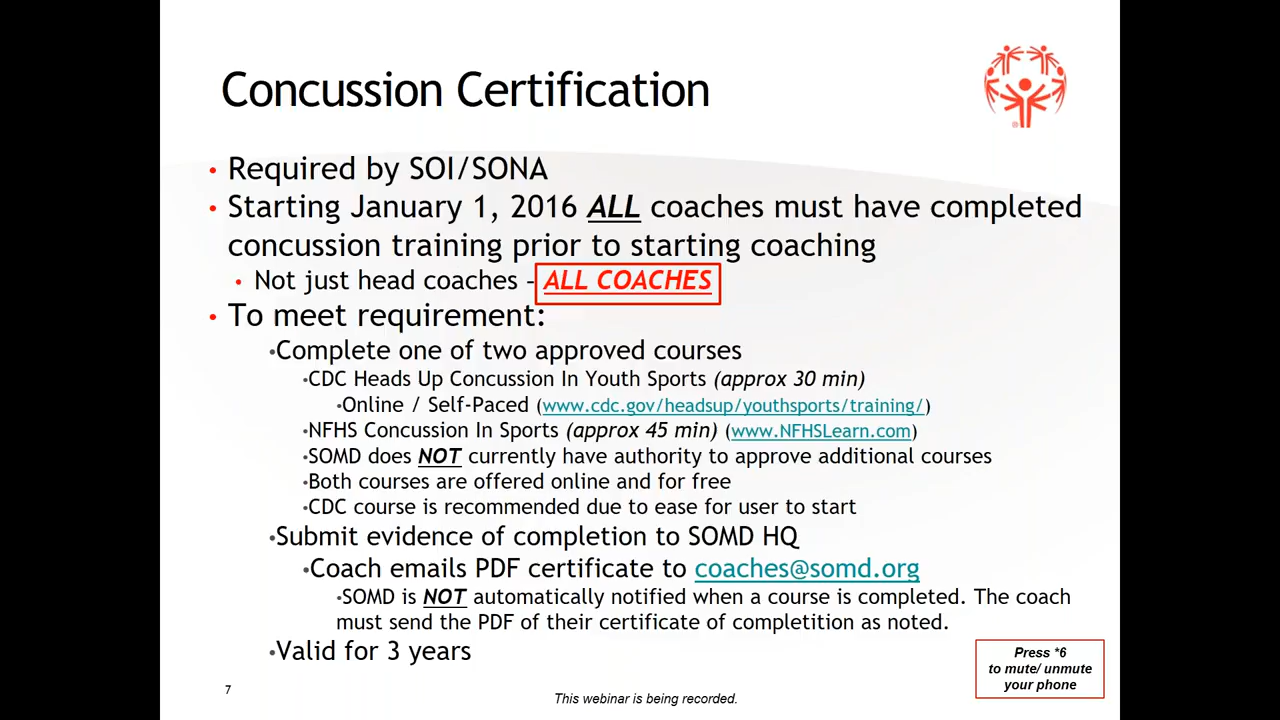 Concussion Certification
®
• Required by SOI/SONA
• Starting January 1, 2016 ALL coaches must have completed
concussion training prior to starting coaching
• Not just head coaches – ALL COACHES
• To meet requirement:
•Complete one of two approved courses
•CDC Heads Up Concussion In Youth Sports (approx 30 min)
•Online / Self-Paced (www.cdc.gov/headsup/youthsports/training/)
•NFHS Concussion In Sports (approx 45 min) (www.NFHSLearn.com)
•SOMD does NOT currently have authority to approve additional courses
•Both courses are offered online and for free
•CDC course is recommended due to ease for user to start
•Submit evidence of completion to SOMD HQ
•Coach emails PDF certificate to coaches@somd.org
•SOMD is NOT automatically notified when a course is completed. The coach
must send the PDF of their certificate of completition as noted.
•Valid for 3 years
Press *6
to mute/ unmute
your phone
7
This webinar is being recorded.